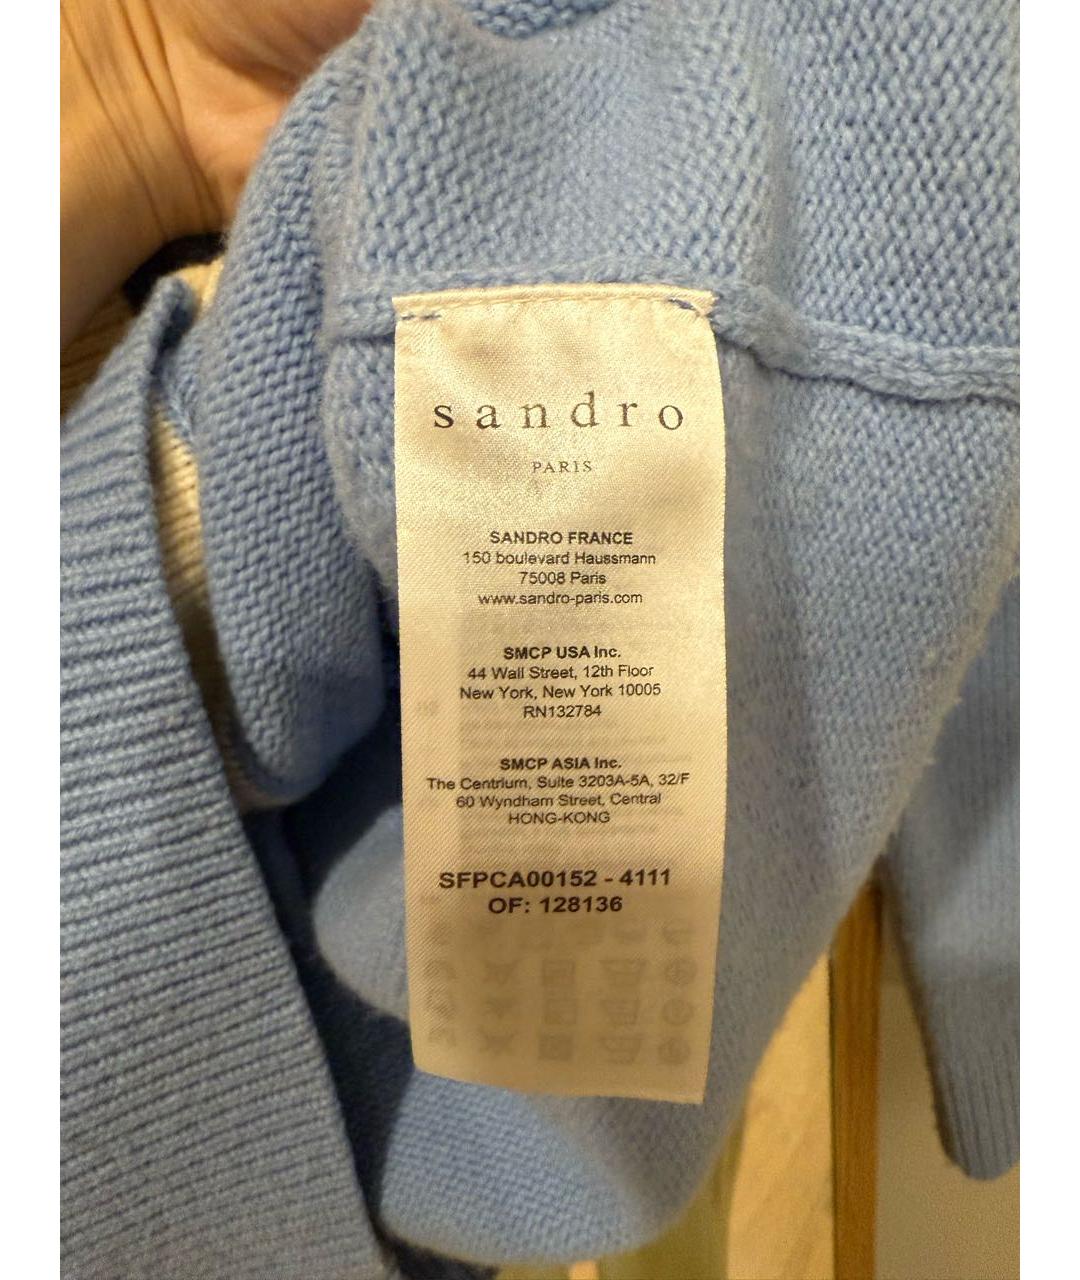 sandro
PARIS
SANDRO FRANCE
150 boulevard Haussmann
75008 Paris
www.sandro-paris.com
SMCP USA Inc.
44 Wall Street, 12th Floor
New York, New York 10005
RN132784
SMCP ASIA Inc.
The Centrium, Suite 3203A-5A, 32/F
60 Wyndham Street, Central
HONG-KONG
SFPCA00152 - 4111
OF: 128136